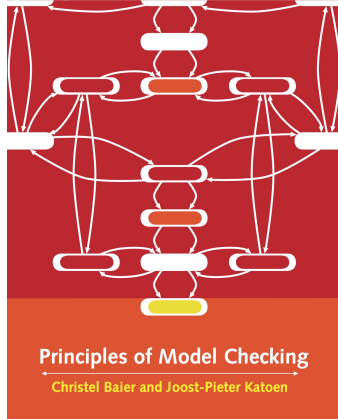 Principles of Model Checking
Christel Baier and Joost-Pieter Katoen